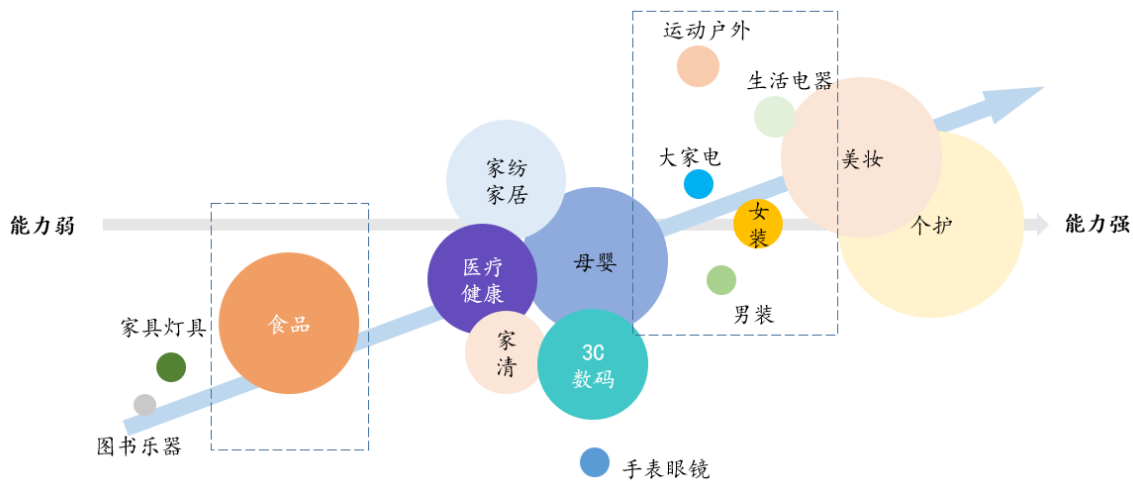 运动户外
生活电器
家纺
家居
大家电
美妆
能力弱
女
装
个护
能力强
医疗
健康
母婴
家具灯具
食品
男装
家
清
3C
数码
图书乐器
手表眼镜